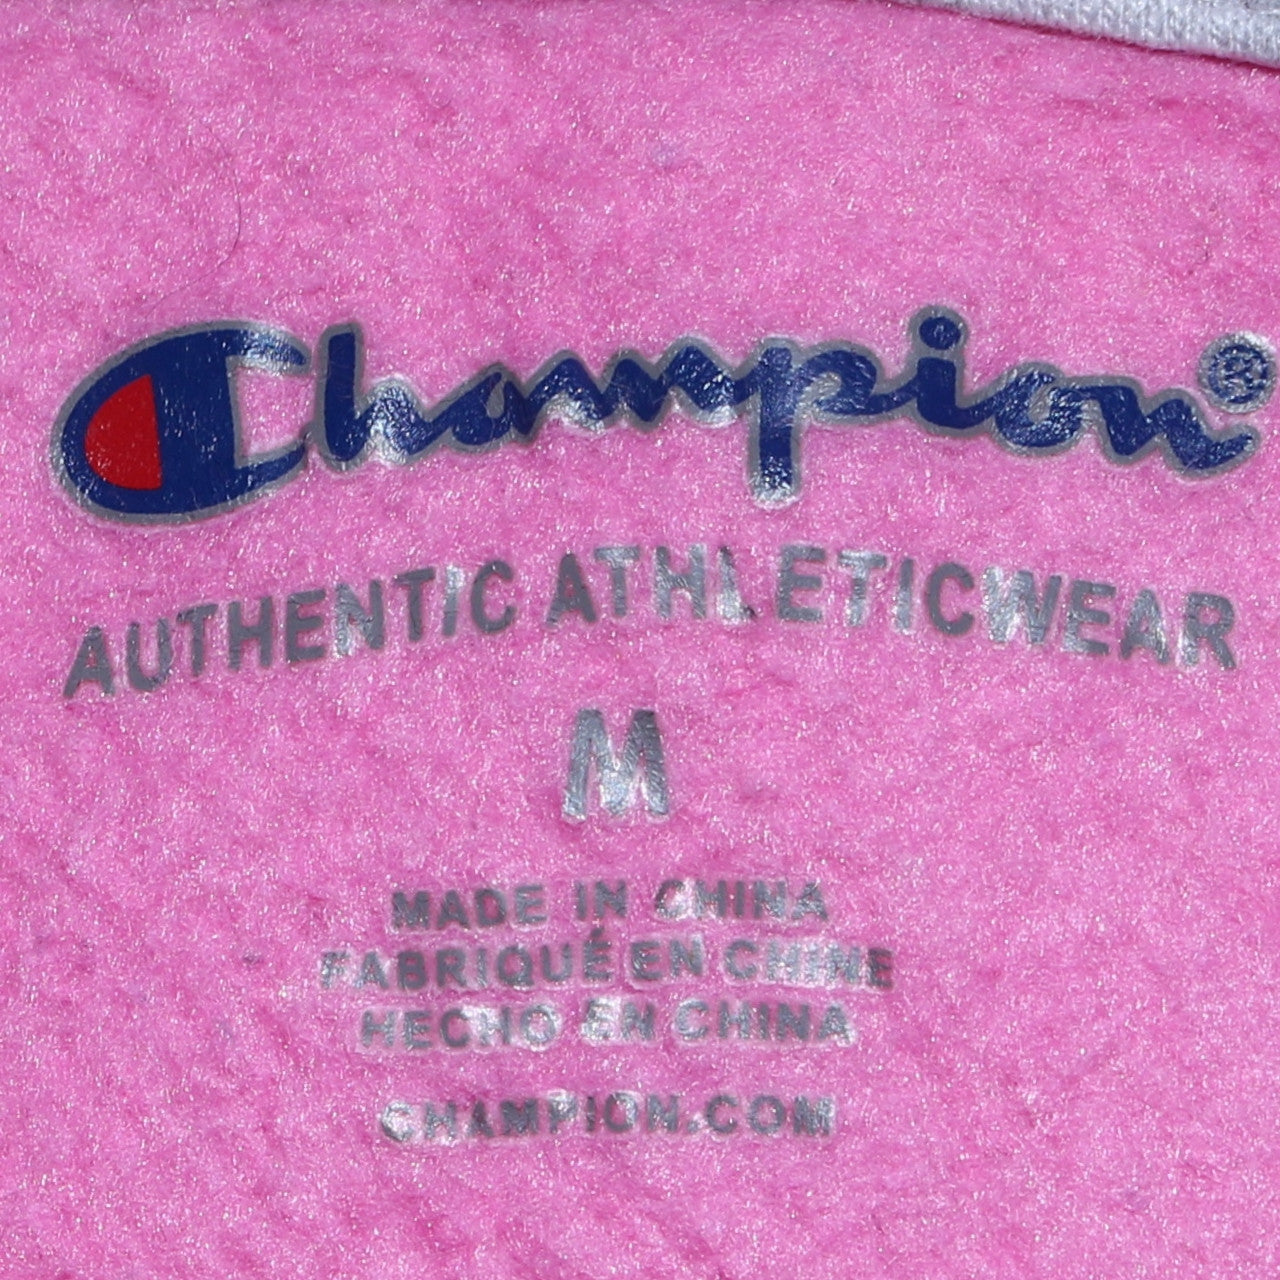 Champion®
AUTHENTIC ATHLETICWEAR
M
MADE IN CHINA
FABRIQUÉ EN CHINE
HECHO EN CHINA
CHAMPION.COM